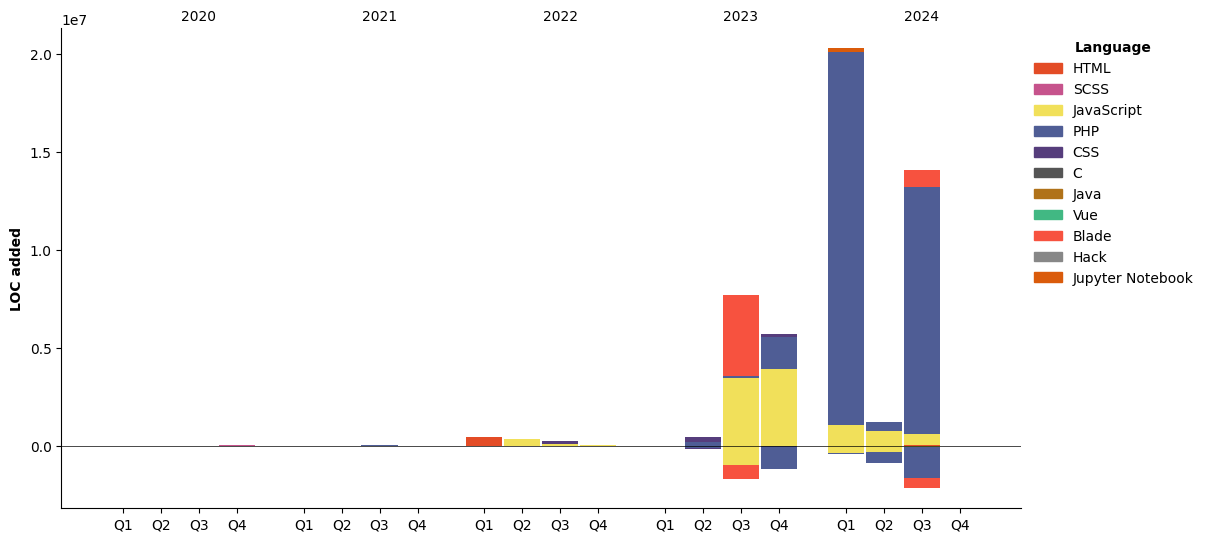 1e7
2020 2021 2022 2023 2024
2.0
1.5
1.0
0.5
0.0
LOC added
Q1 Q2 Q3 Q4 Q1 Q2 Q3 Q4 Q1 Q2 Q3 Q4 Q1 Q2 Q3 Q4 Q1 Q2 Q3 Q4
Language
HTML
SCSS
JavaScript
PHP
CSS
C
Java
Vue
Blade
Hack
Jupyter Notebook